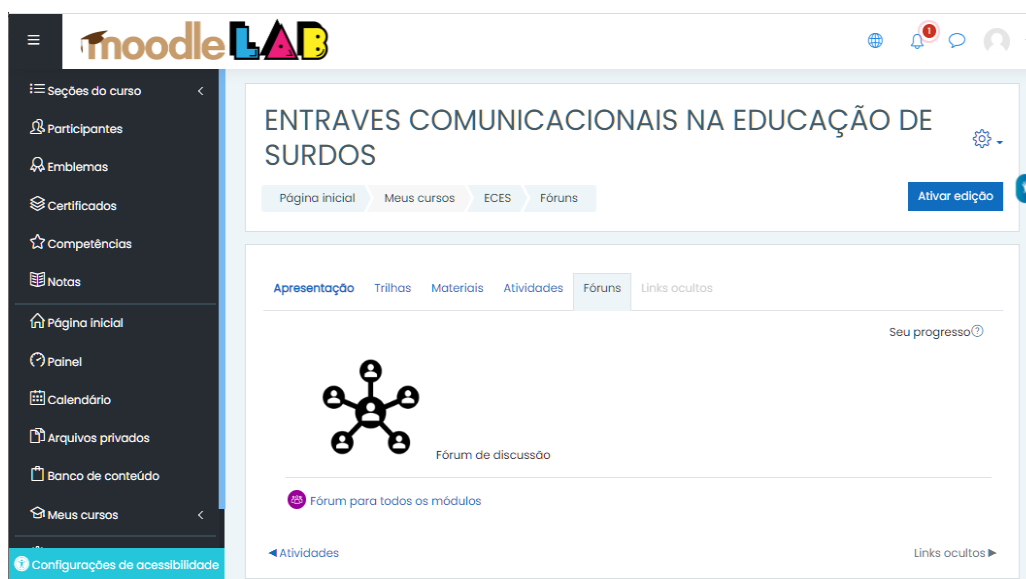 moodle LAB
1
Seções do curso
Participantes
Emblemas
Certificados
Competências
Notas
Página inicial
Painel
Calendário
Arquivos privados
Banco de conteúdo
Meus cursos
Configurações de acessibilidade
ENTRAVES COMUNICACIONAIS NA EDUCAÇÃO DE
SURDOS
Página inicial Meus cursos ECES Fóruns
Ativar edição
Apresentação Trilhas Materiais Atividades Fóruns Links ocultos
Seu progresso
Fórum de discussão
Fórum para todos os módulos
◄Atividades Links ocultos►